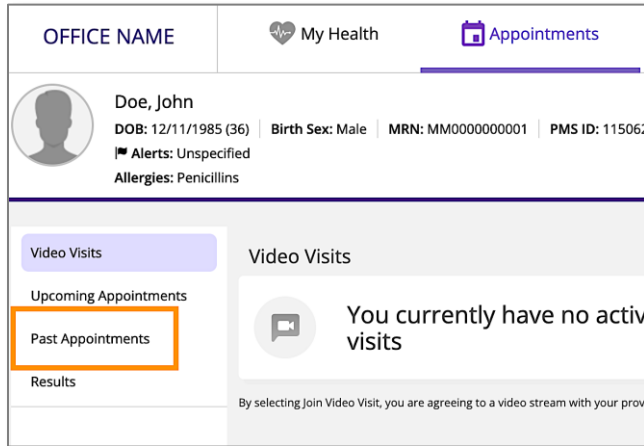 OFFICE NAME
My Health
Appointments
Doe, John
DOB: 12/11/1985 (36) Birth Sex: Male MRN: MM0000000001 PMS ID: 115062
Alerts: Unspecified
Allergies: Penicillins
Video Visits
Upcoming Appointments
Past Appointments
Results
Video Visits
You currently have no activ
visits
By selecting Join Video Visit, you are agreeing to a video stream with your prov